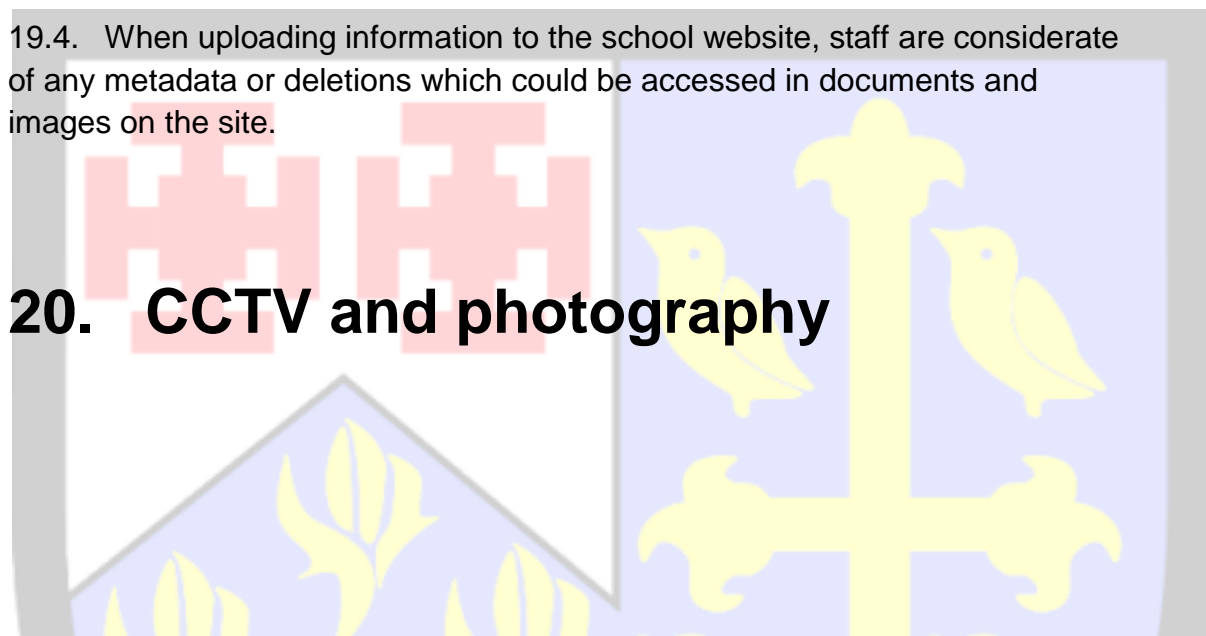 19.4. When uploading information to the school website, staff are considerate
of any metadata or deletions which could be accessed in documents and
images on the site.
20. CCTV and photography